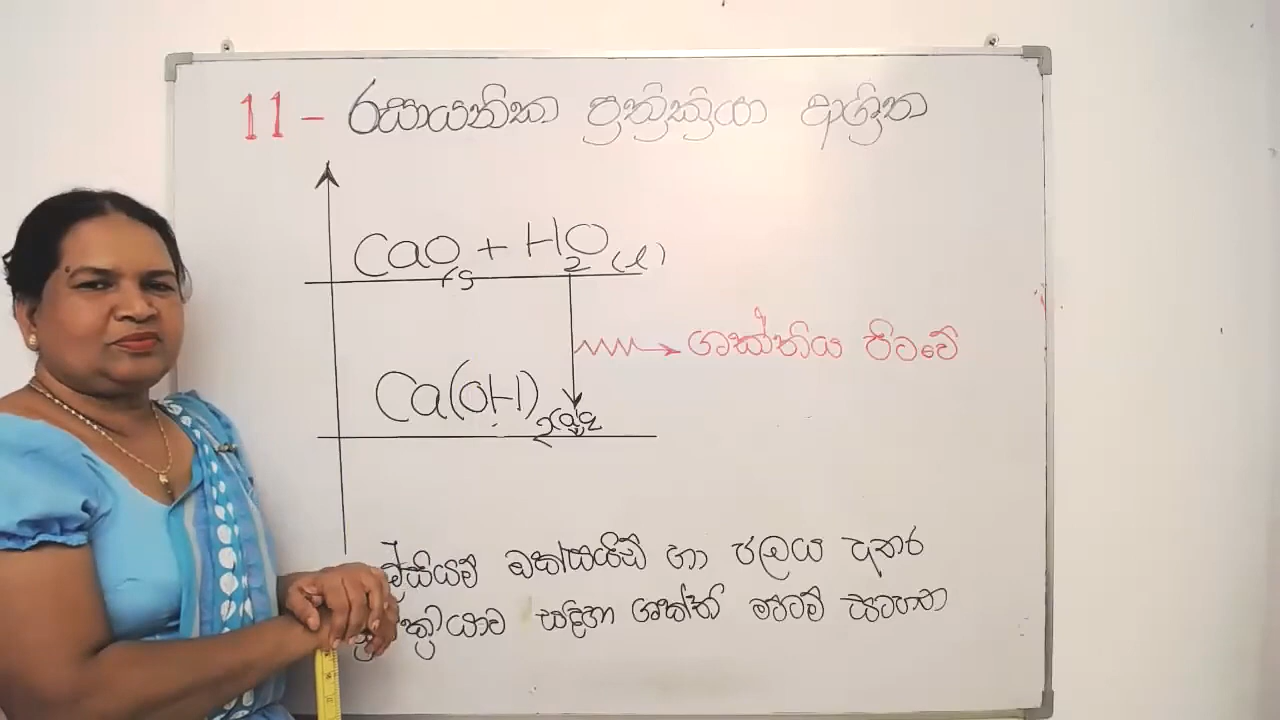 11 - රසායනික ප්‍රතික්‍රියා ආශ්‍රිත
CaO(s + H2O(l)
ශක්තිය පිටවේ
Ca(OH)2(aq
සියම් ඔක්සයිඩ් හා ජලය අතර
ක්‍රියාව සඳහා ශක්ති මට්ටම් සටහන